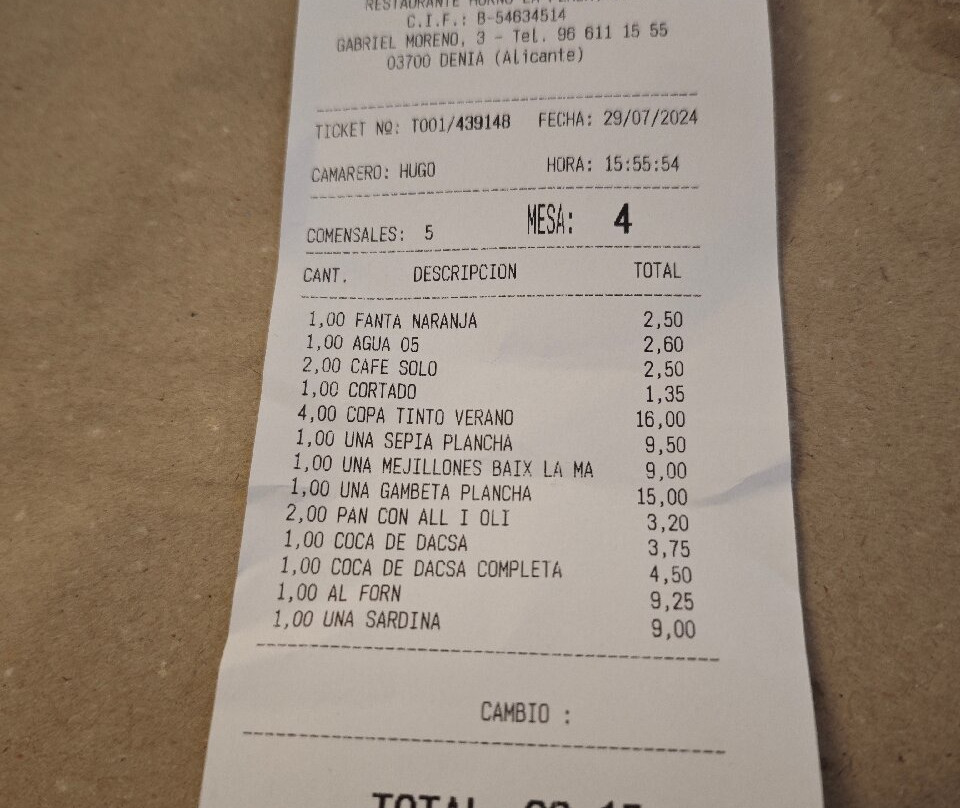 RESTAURANTE HORNO LA
C.I.F.: B-54634514
GABRIEL MORENO, 3 - Tel. 96 611 15 55
03700 DENIA (Alicante)
TICKET Nº: T001/439148 FECHA: 29/07/2024
CAMARERO: HUGO HORA: 15:55:54
COMENSALES: 5 MESA: 4
CANT. DESCRIPCION TOTAL
1,00 FANTA NARANJA 2,50
1,00 AGUA 05 2,60
2,00 CAFE SOLO 2,50
1,00 CORTADO 1,35
4,00 COPA TINTO VERANO 16,00
1,00 UNA SEPIA PLANCHA 9,50
1,00 UNA MEJILLONES BAIX LA MA 9,00
1,00 UNA GAMBETA PLANCHA 15,00
2,00 PAN CON ALL I OLI 3,20
1,00 COCA DE DACSA 3,75
1,00 COCA DE DACSA COMPLETA 4,50
1,00 AL FORN 9,25
1,00 UNA SARDINA 9,00
CAMBIO :
TOTAL